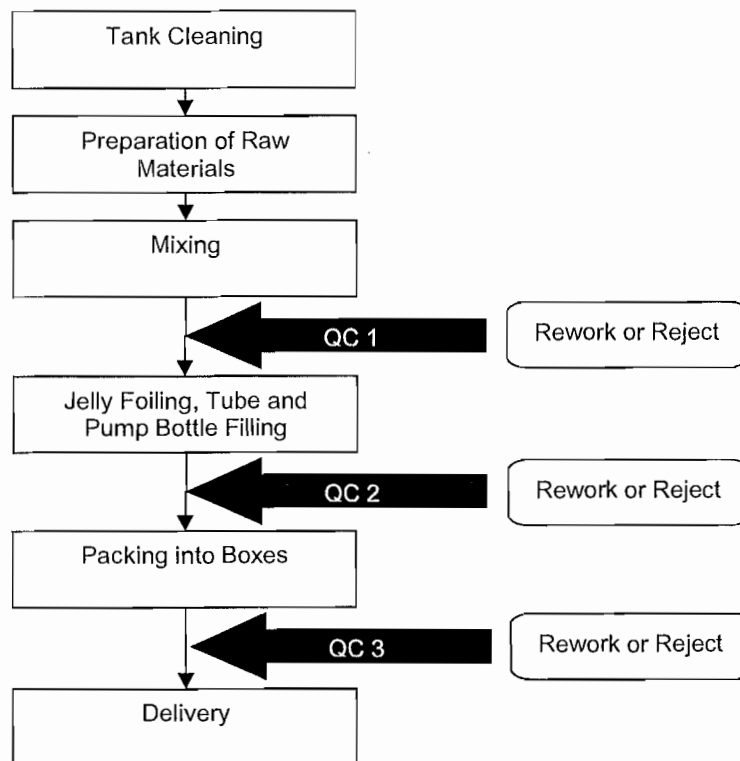 Tank Cleaning
Preparation of Raw
Materials
Mixing
QC 1
Rework or Reject
Jelly Foiling, Tube and
Pump Bottle Filling
QC 2
Rework or Reject
Packing into Boxes
QC 3
Rework or Reject
Delivery